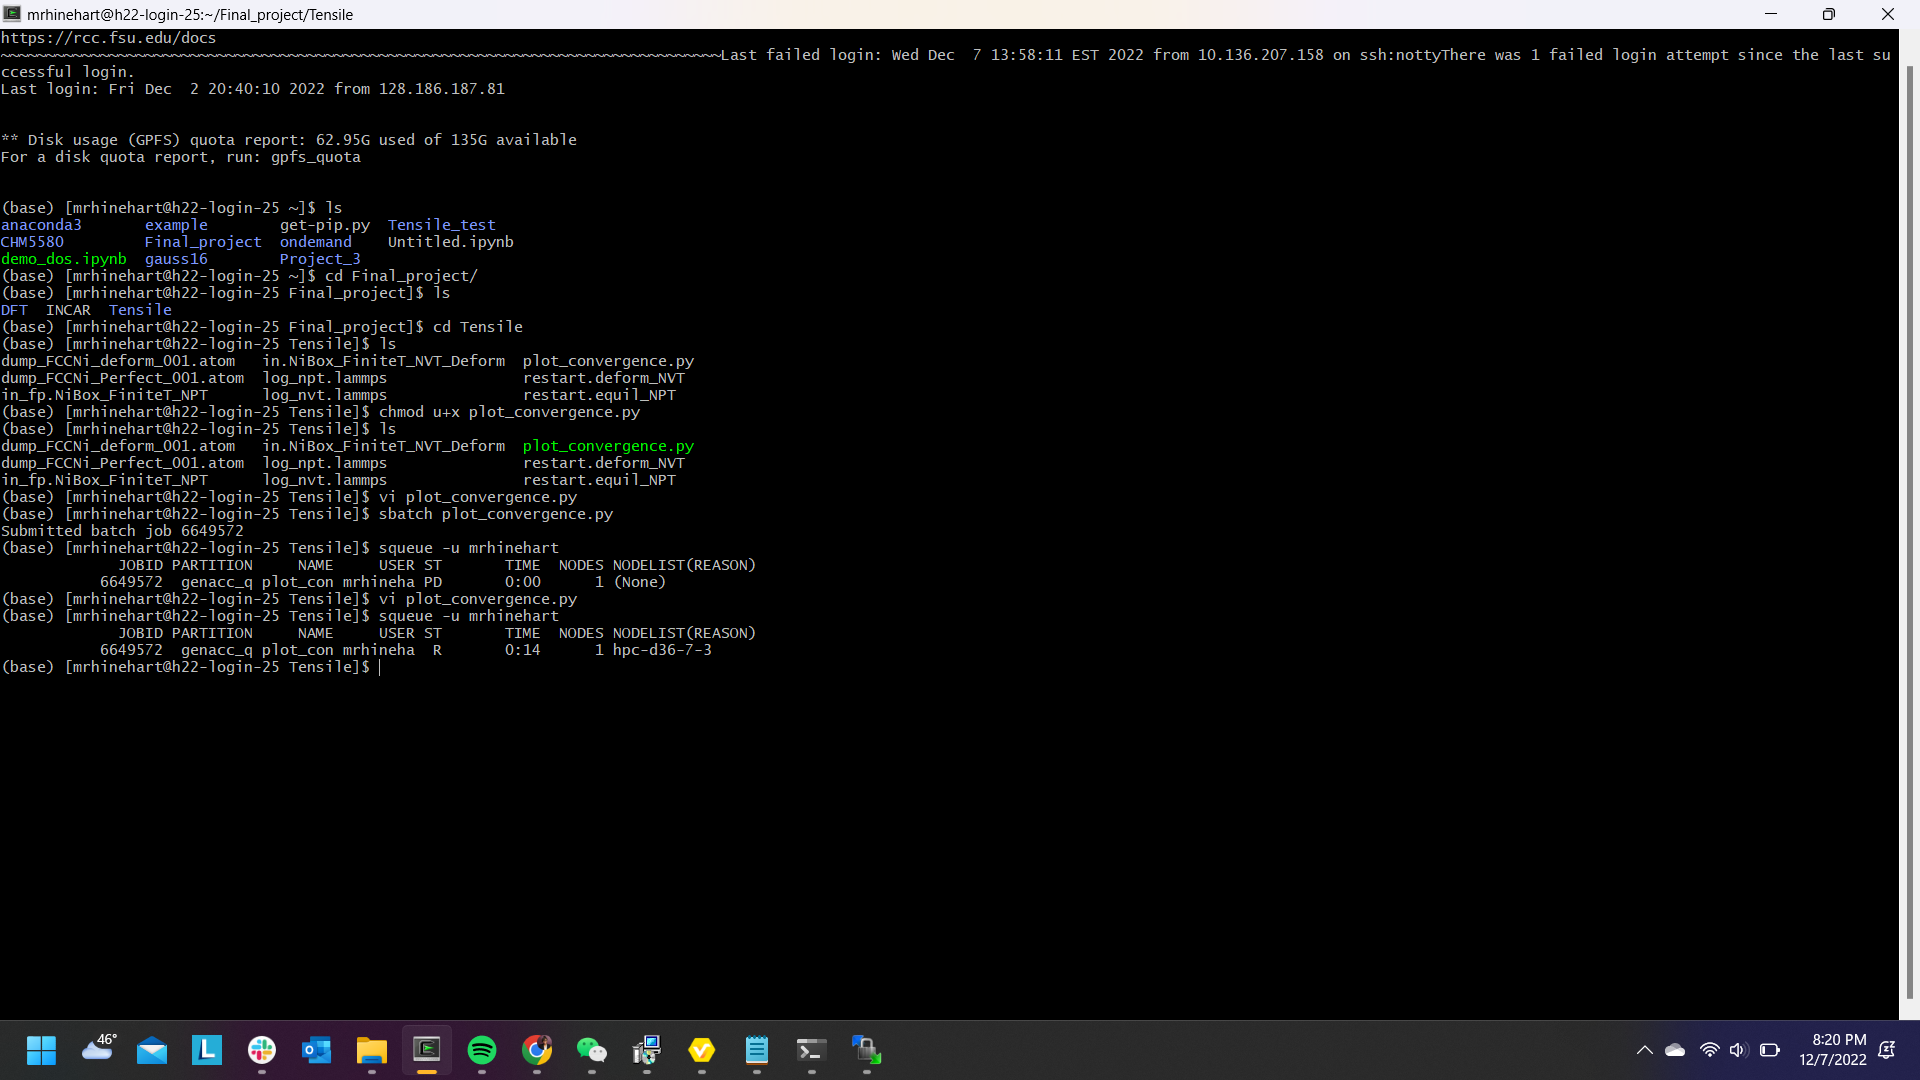 mrhinehart@h22-login-25:~/Final_project/Tensile
https://rcc.fsu.edu/docs
~~~~~~~~~~~~~~~~~~~~~~~~~~~~~~~~~~~~~~~~~~~~~~~~~~~~~~~~~~~~~~~~~~~~~~~~~~~~~~~~Last failed login: Wed Dec  7 13:58:11 EST 2022 from 10.136.207.158 on ssh:nottyThere was 1 failed login attempt since the last su
ccessful login.
Last login: Fri Dec  2 20:40:10 2022 from 128.186.187.81
** Disk usage (GPFS) quota report: 62.95G used of 135G available
For a disk quota report, run: gpfs_quota
(base) [mrhinehart@h22-login-25 ~]$ ls
anaconda3       example        get-pip.py  Tensile_test
CHM5580         Final_project  ondemand    Untitled.ipynb
demo_dos.ipynb  gauss16        Project_3
(base) [mrhinehart@h22-login-25 ~]$ cd Final_project/
(base) [mrhinehart@h22-login-25 Final_project]$ ls
DFT  INCAR  Tensile
(base) [mrhinehart@h22-login-25 Final_project]$ cd Tensile
(base) [mrhinehart@h22-login-25 Tensile]$ ls
dump_FCCNi_deform_001.atom   in.NiBox_FiniteT_NVT_Deform  plot_convergence.py
dump_FCCNi_Perfect_001.atom  log_npt.lammps               restart.deform_NVT
in_fp.NiBox_FiniteT_NPT      log_nvt.lammps               restart.equil_NPT
(base) [mrhinehart@h22-login-25 Tensile]$ chmod u+x plot_convergence.py
(base) [mrhinehart@h22-login-25 Tensile]$ ls
dump_FCCNi_deform_001.atom   in.NiBox_FiniteT_NVT_Deform  plot_convergence.py
dump_FCCNi_Perfect_001.atom  log_npt.lammps               restart.deform_NVT
in_fp.NiBox_FiniteT_NPT      log_nvt.lammps               restart.equil_NPT
(base) [mrhinehart@h22-login-25 Tensile]$ vi plot_convergence.py
(base) [mrhinehart@h22-login-25 Tensile]$ sbatch plot_convergence.py
Submitted batch job 6649572
(base) [mrhinehart@h22-login-25 Tensile]$ squeue -u mrhinehart
             JOBID PARTITION     NAME     USER ST       TIME  NODES NODELIST(REASON)
           6649572  genacc_q plot_con mrhineha PD       0:00      1 (None)
(base) [mrhinehart@h22-login-25 Tensile]$ vi plot_convergence.py
(base) [mrhinehart@h22-login-25 Tensile]$ squeue -u mrhinehart
             JOBID PARTITION     NAME     USER ST       TIME  NODES NODELIST(REASON)
           6649572  genacc_q plot_con mrhineha  R       0:14      1 hpc-d36-7-3
(base) [mrhinehart@h22-login-25 Tensile]$
46°
L
8:20 PM
12/7/2022